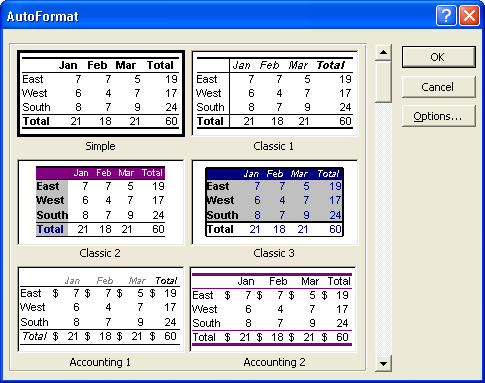 AutoFormat
Jan Feb Mar Total
East 7 7 5 19
West 6 4 7 17
South 8 7 9 24
Total 21 18 21 60
Simple
Jan Feb Mar Total
East 7 7 5 19
West 6 4 7 17
South 8 7 9 24
Total 21 18 21 60
Classic 1
Jan Feb Mar Total
East 7 7 5 19
West 6 4 7 17
South 8 7 9 24
Total 21 18 21 60
Classic 2
Jan Feb Mar Total
East 7 7 5 19
West 6 4 7 17
South 8 7 9 24
Total 21 18 21 60
Classic 3
Jan Feb Mar Total
East $ 7 $ 7 $ 5 $ 19
West 6 4 7 17
South 8 7 9 24
Total $ 21 $ 18 $ 21 $ 60
Accounting 1
Jan Feb Mar Total
East $ 7 $ 7 $ 5 $ 19
West 6 4 7 17
South 8 7 9 24
Total $ 21 $ 18 $ 21 $ 60
Accounting 2
OK
Cancel
Options...